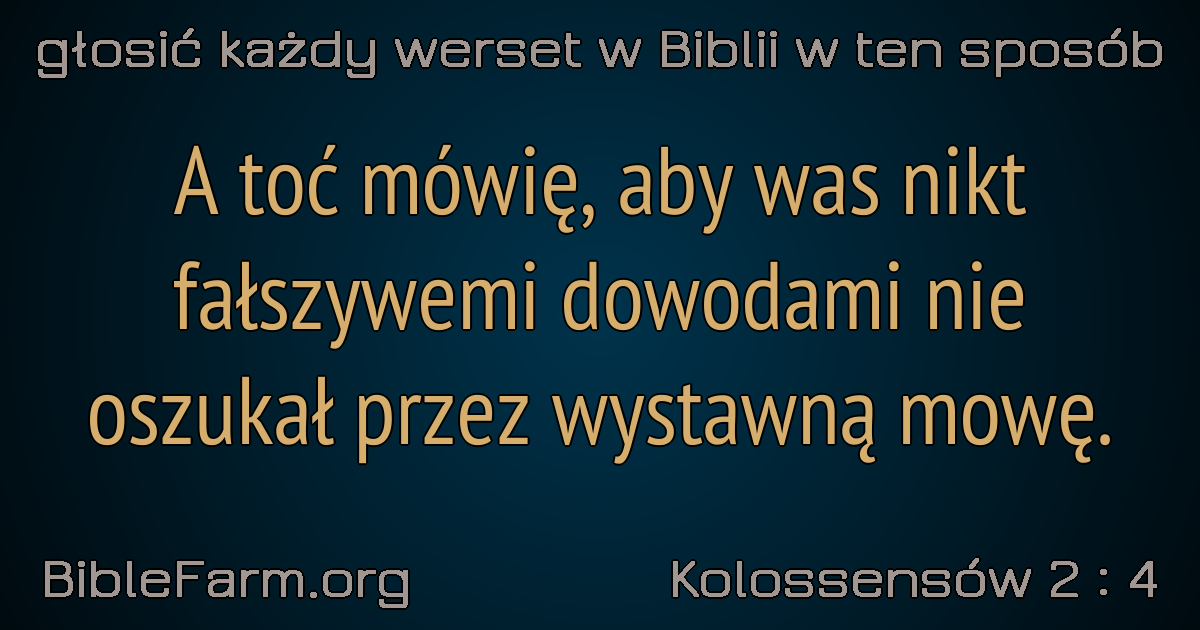 głosić każdy werset w Biblii w ten sposób
A toć mówię, aby was nikt
fałszywemi dowodami nie
oszukał przez wystawną mowę.
BibleFarm.org
Kolossensów 2 : 4